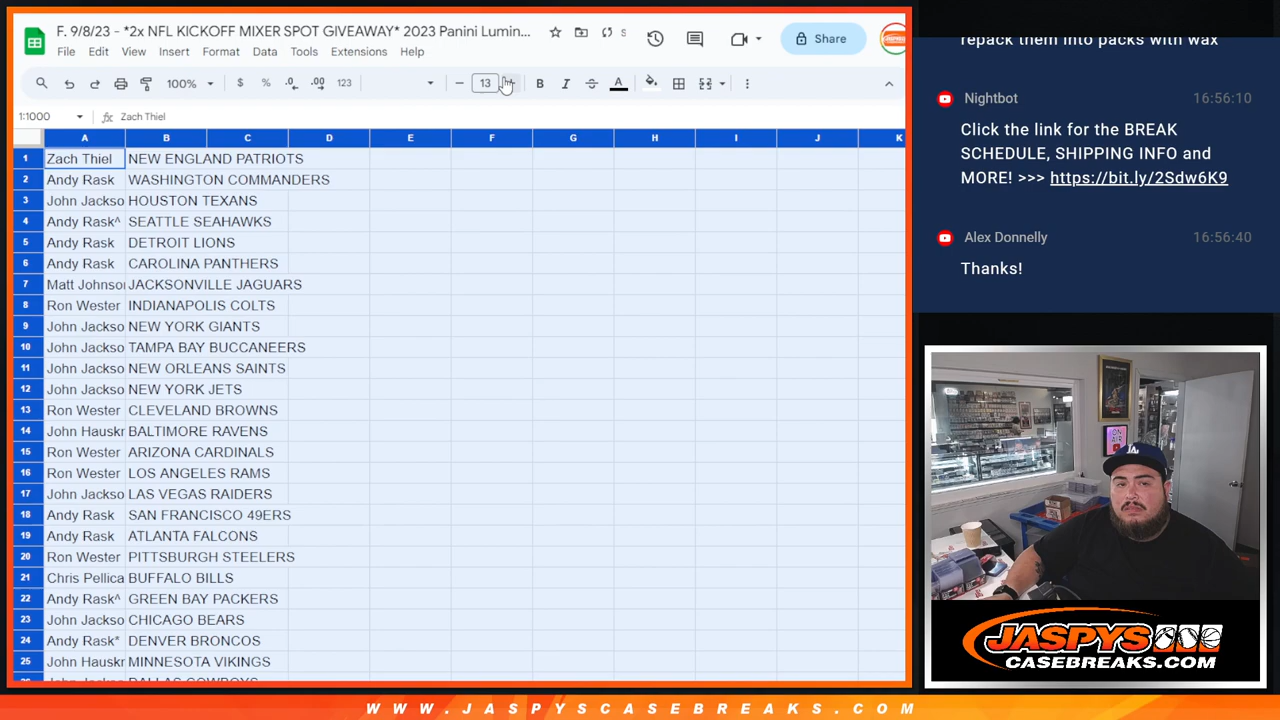 F. 9/8/23 - *2x NFL KICKOFF MIXER SPOT GIVEAWAY* 2023 Panini Lumin...
File Edit View Insert Format Data Tools Extensions Help
Share
100% $ % .0 .00 123 13 B I A
1:1000 fx Zach Thiel
A B C D E F G H I J K
1 Zach Thiel NEW ENGLAND PATRIOTS
2 Andy Rask WASHINGTON COMMANDERS
3 John Jackso HOUSTON TEXANS
4 Andy Rask^ SEATTLE SEAHAWKS
5 Andy Rask DETROIT LIONS
6 Andy Rask CAROLINA PANTHERS
7 Matt Johnson JACKSONVILLE JAGUARS
8 Ron Wester INDIANAPOLIS COLTS
9 John Jackso NEW YORK GIANTS
10 John Jackso TAMPA BAY BUCCANEERS
11 John Jackso NEW ORLEANS SAINTS
12 John Jackso NEW YORK JETS
13 Ron Wester CLEVELAND BROWNS
14 John Hauskr BALTIMORE RAVENS
15 Ron Wester ARIZONA CARDINALS
16 Ron Wester LOS ANGELES RAMS
17 John Jackso LAS VEGAS RAIDERS
18 Andy Rask SAN FRANCISCO 49ERS
19 Andy Rask ATLANTA FALCONS
20 Ron Wester PITTSBURGH STEELERS
21 Chris Pellica BUFFALO BILLS
22 Andy Rask^ GREEN BAY PACKERS
23 John Jackso CHICAGO BEARS
24 Andy Rask* DENVER BRONCOS
25 John Hauskr MINNESOTA VIKINGS
26 John Jackso DALLAS COWBOYS
repack them into packs with wax
Nightbot 16:56:10
Click the link for the BREAK
SCHEDULE, SHIPPING INFO and
MORE! >>> https://bit.ly/2Sdw6K9
Alex Donnelly 16:56:40
Thanks!
ON AIR
LA
JASPYS
CASEBREAKS.COM
WWW.JASPYSCASEBREAKS.COM